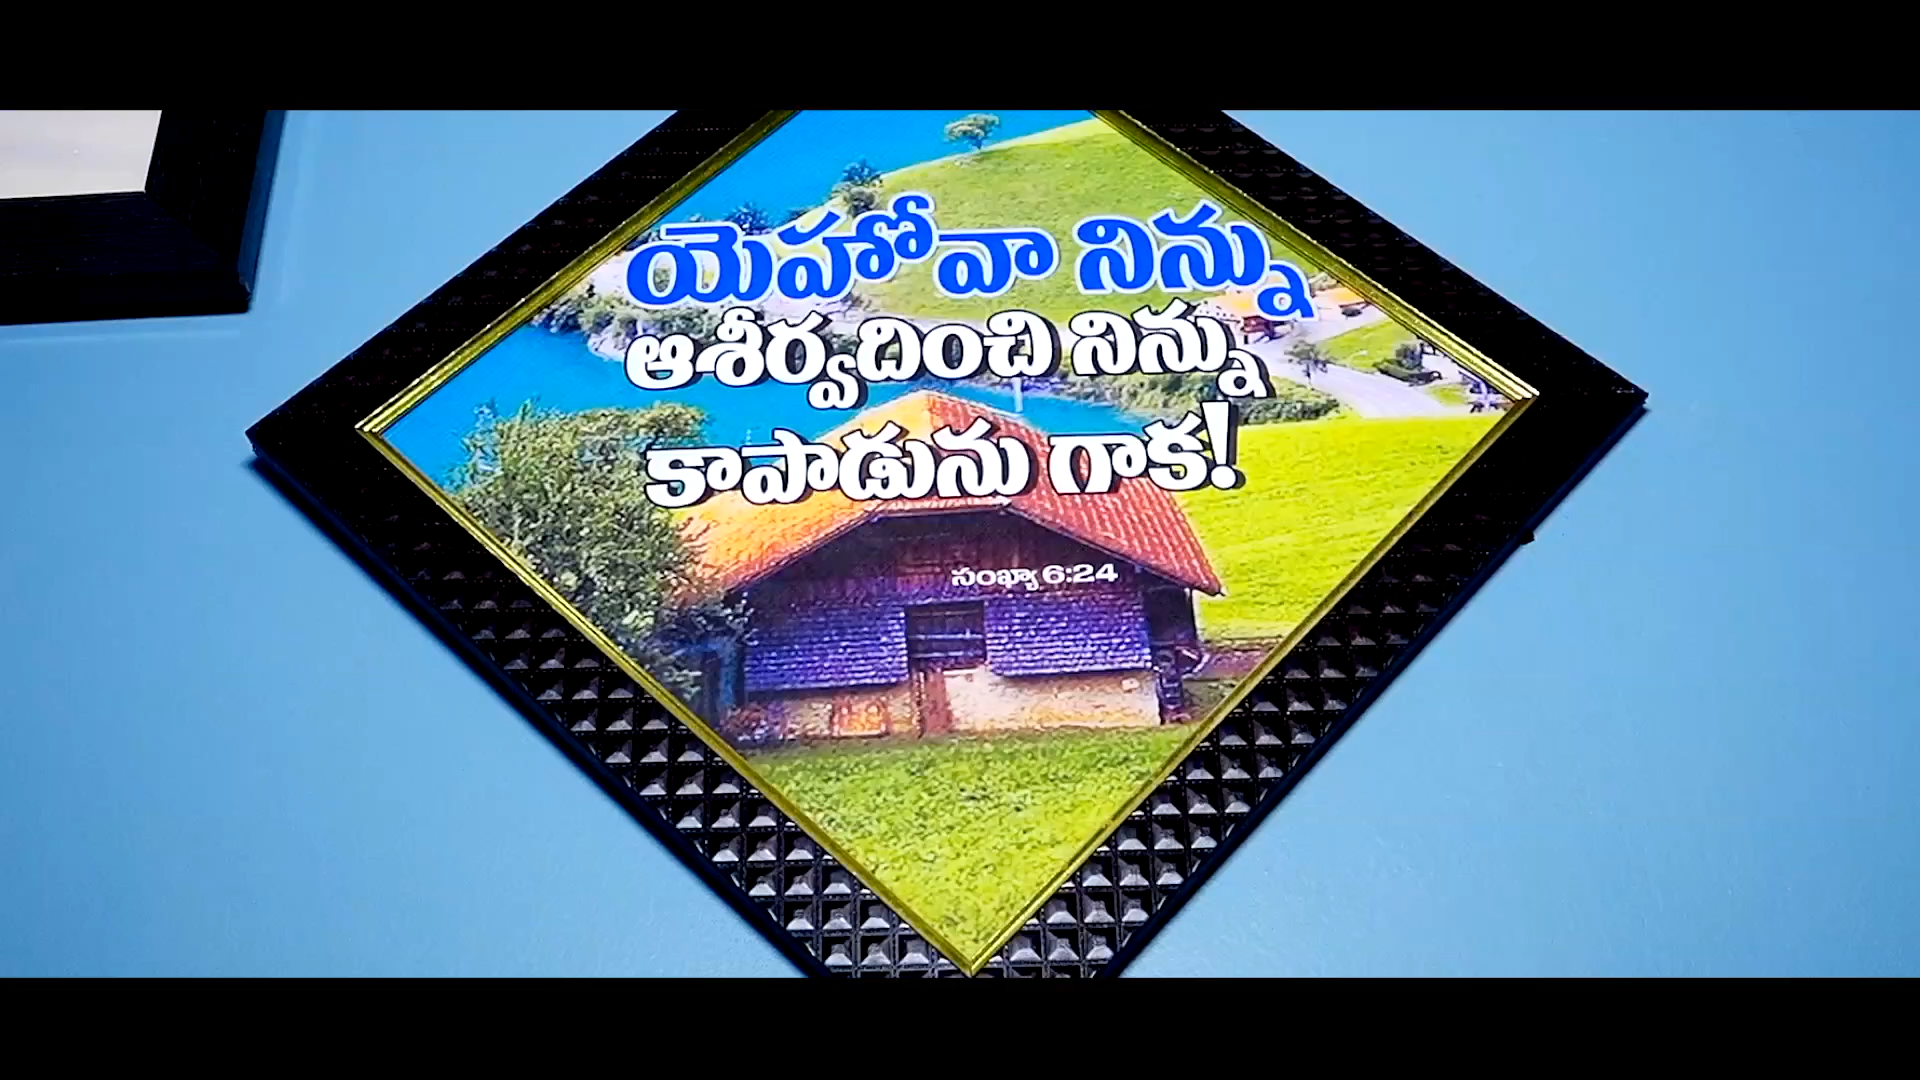 యెహోవా నిన్ను
ఆశీర్వదించి నిన్ను
కాపాడును గాక!
సంఖ్యా 6:24